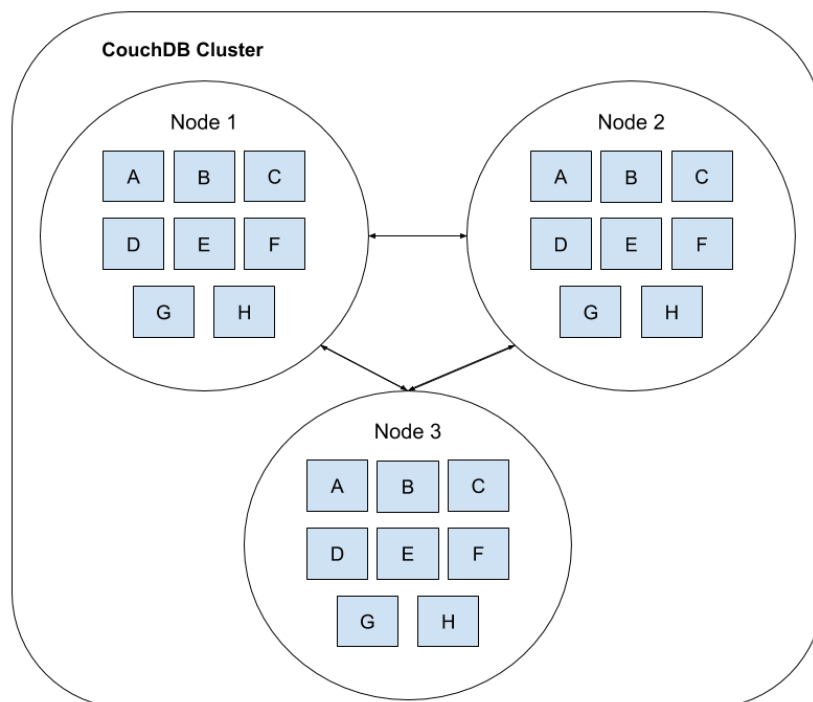 CouchDB Cluster
Node 1
A B C
D E F
G H
Node 2
A B C
D E F
G H
Node 3
A B C
D E F
G H